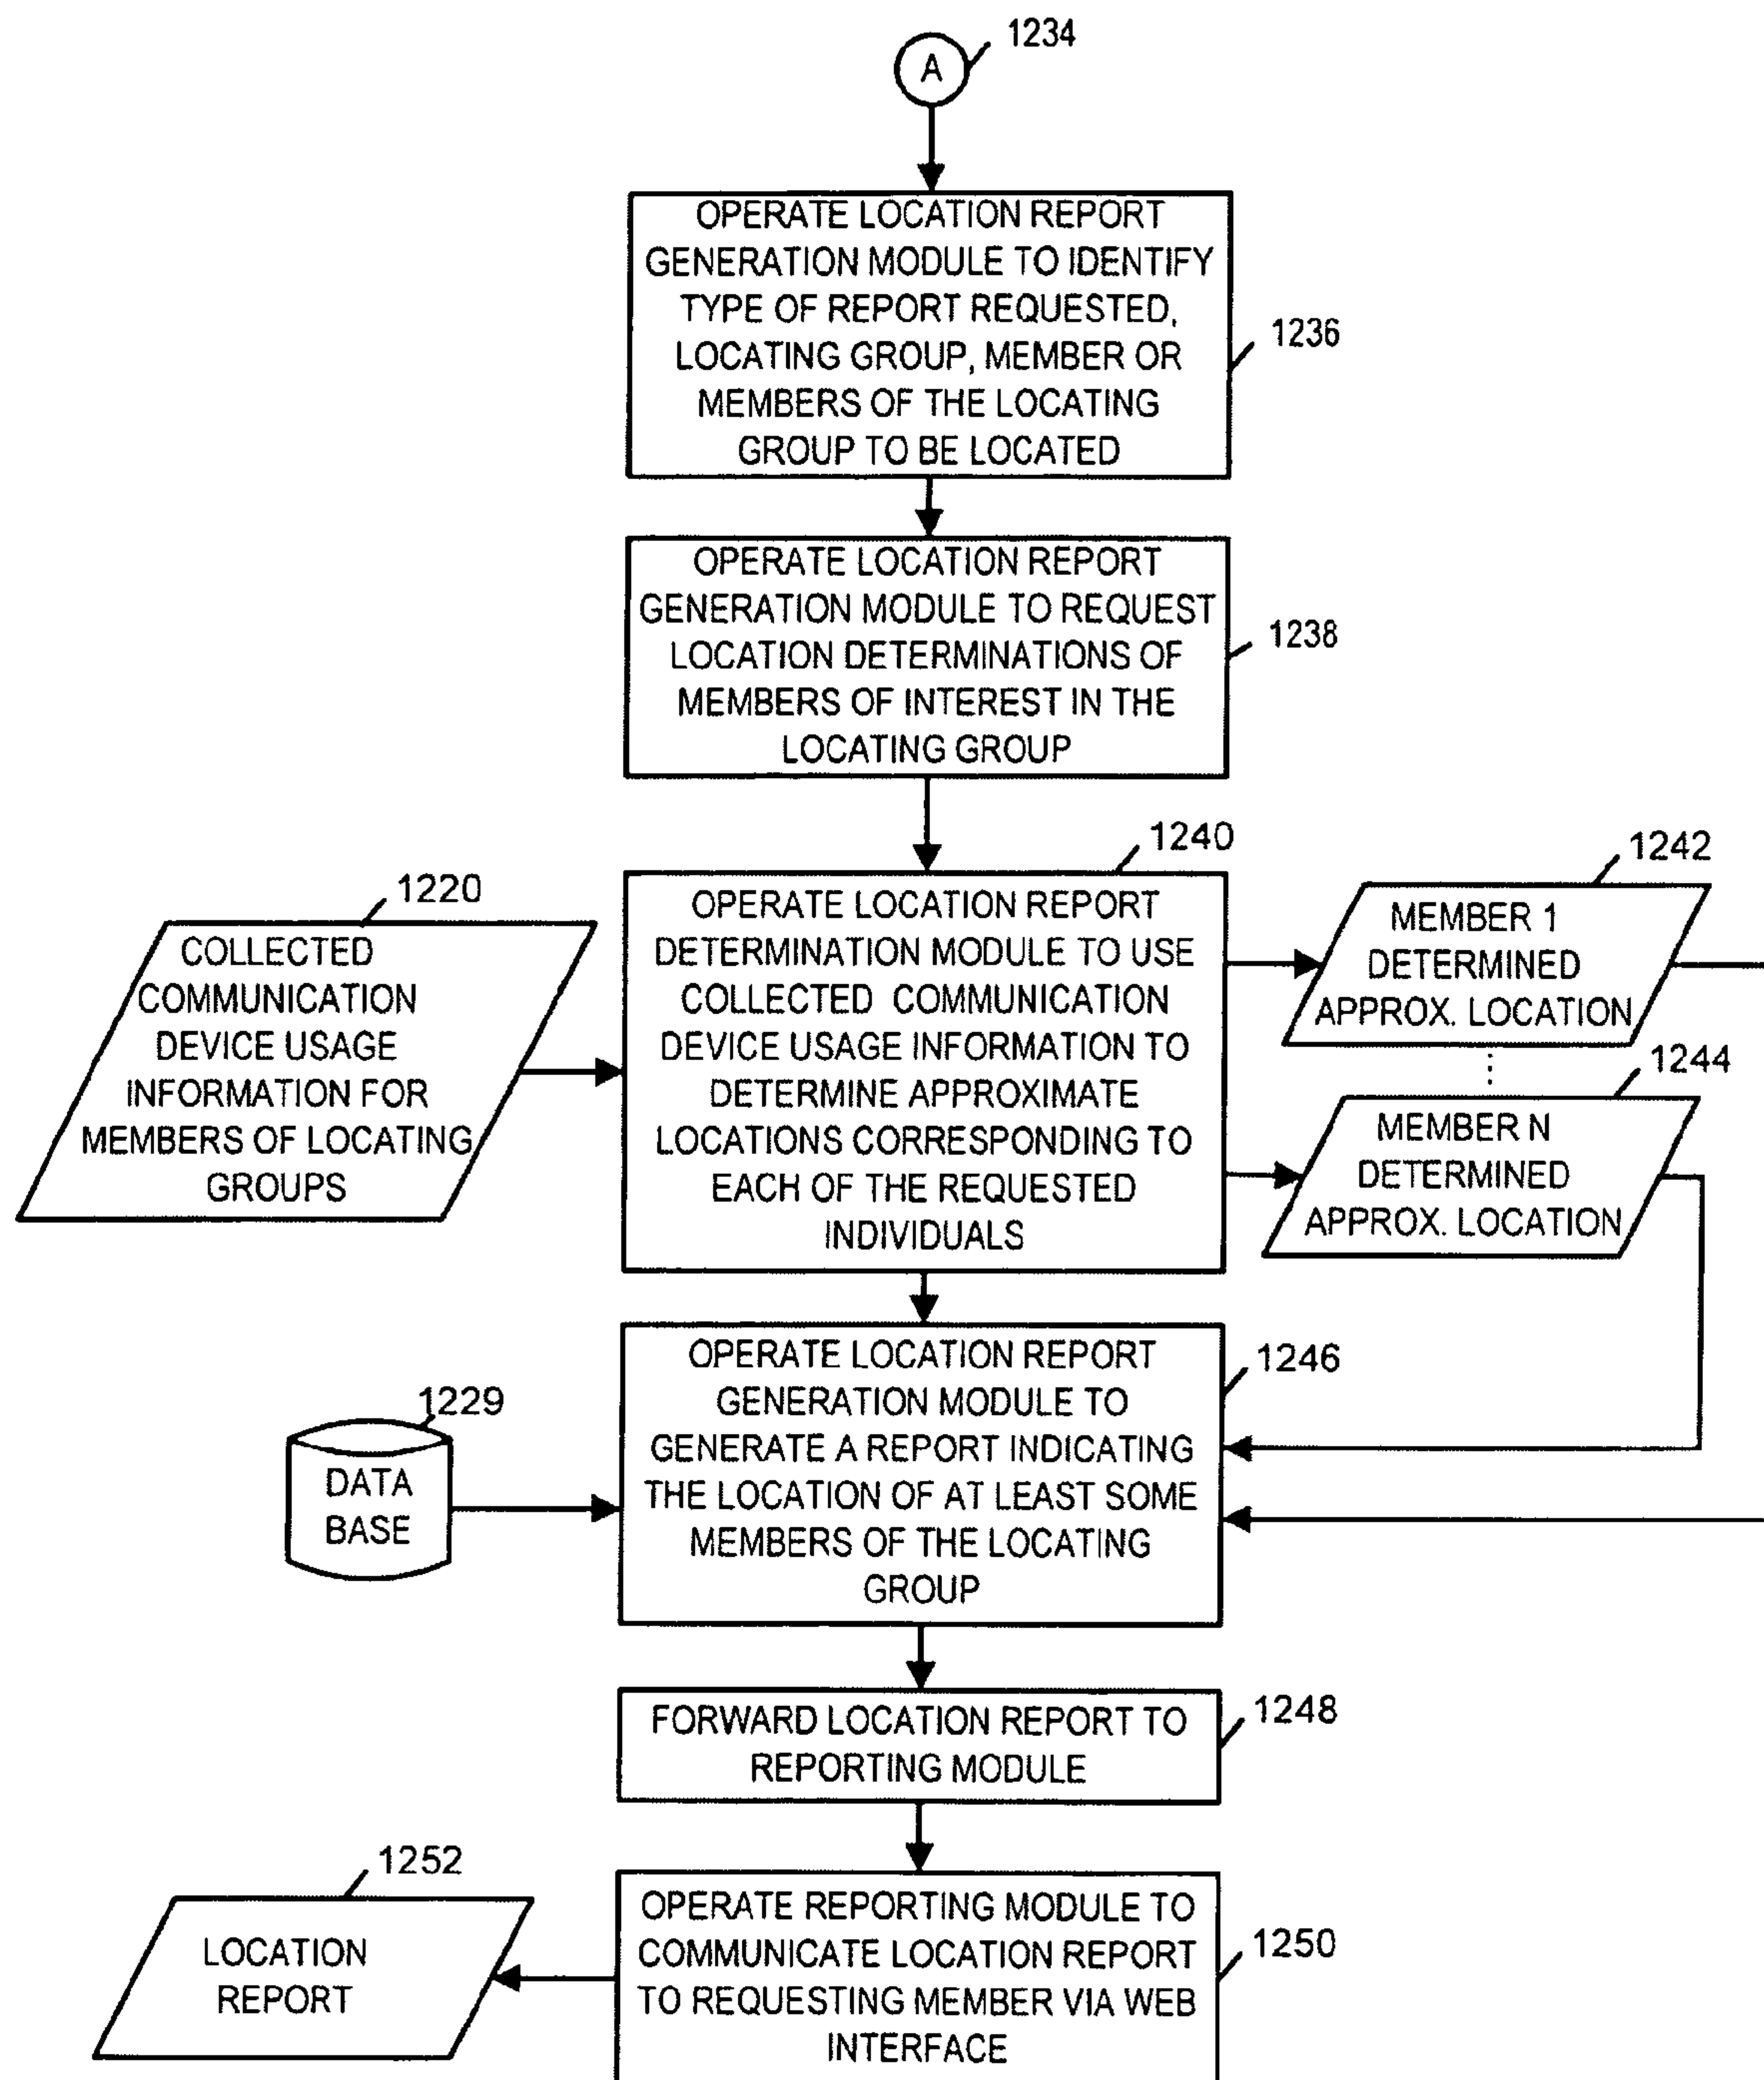 1234
A
OPERATE LOCATION REPORT
GENERATION MODULE TO IDENTIFY
TYPE OF REPORT REQUESTED,
LOCATING GROUP, MEMBER OR
MEMBERS OF THE LOCATING
GROUP TO BE LOCATED
1236
OPERATE LOCATION REPORT
GENERATION MODULE TO REQUEST
LOCATION DETERMINATIONS OF
MEMBERS OF INTEREST IN THE
LOCATING GROUP
1238
1220
COLLECTED
COMMUNICATION
DEVICE USAGE
INFORMATION FOR
MEMBERS OF LOCATING
GROUPS
1240
OPERATE LOCATION REPORT
DETERMINATION MODULE TO USE
COLLECTED COMMUNICATION
DEVICE USAGE INFORMATION TO
DETERMINE APPROXIMATE
LOCATIONS CORRESPONDING TO
EACH OF THE REQUESTED
INDIVIDUALS
1242
MEMBER 1
DETERMINED
APPROX. LOCATION
1244
MEMBER N
DETERMINED
APPROX. LOCATION
1229
DATA
BASE
OPERATE LOCATION REPORT
GENERATION MODULE TO
GENERATE A REPORT INDICATING
THE LOCATION OF AT LEAST SOME
MEMBERS OF THE LOCATING
GROUP
1246
FORWARD LOCATION REPORT TO
REPORTING MODULE
1248
1252
LOCATION
REPORT
OPERATE REPORTING MODULE TO
COMMUNICATE LOCATION REPORT
TO REQUESTING MEMBER VIA WEB
INTERFACE
1250